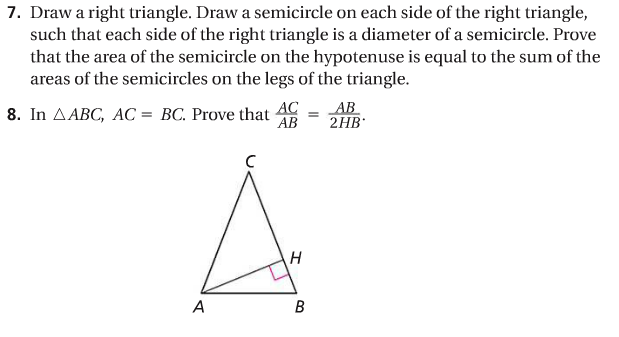 7. Draw a right triangle. Draw a semicircle on each side of the right triangle,
such that each side of the right triangle is a diameter of a semicircle. Prove
that the area of the semicircle on the hypotenuse is equal to the sum of the
areas of the semicircles on the legs of the triangle.
8. In △ABC, AC = BC. Prove that AC/AB = AB/2HB.
C
H
A
B